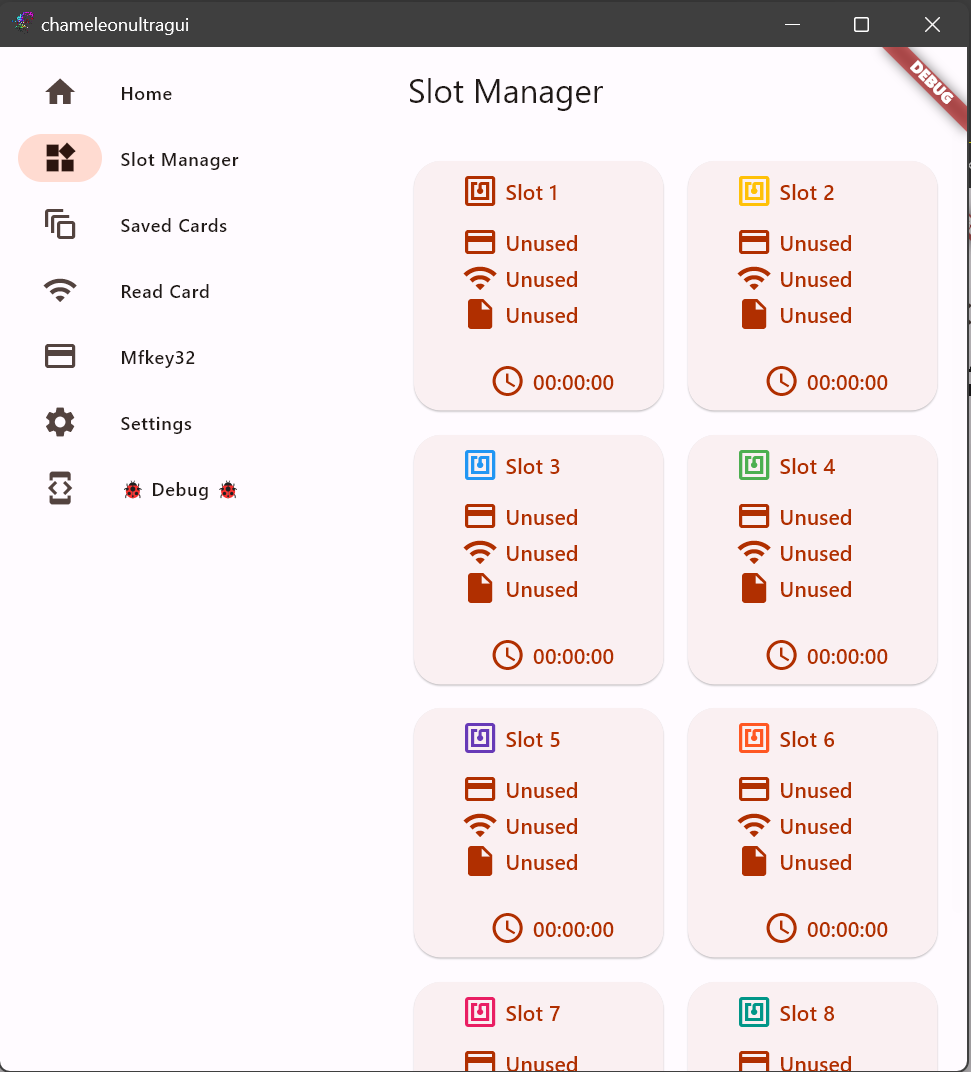 chameleonultragui
DEBUG
Home
Slot Manager
Saved Cards
Read Card
Mfkey32
Settings
🐞 Debug 🐞
Slot Manager
Slot 1
Unused
Unused
Unused
00:00:00
Slot 2
Unused
Unused
Unused
00:00:00
Slot 3
Unused
Unused
Unused
00:00:00
Slot 4
Unused
Unused
Unused
00:00:00
Slot 5
Unused
Unused
Unused
00:00:00
Slot 6
Unused
Unused
Unused
00:00:00
Slot 7
Unused
Slot 8
Unused